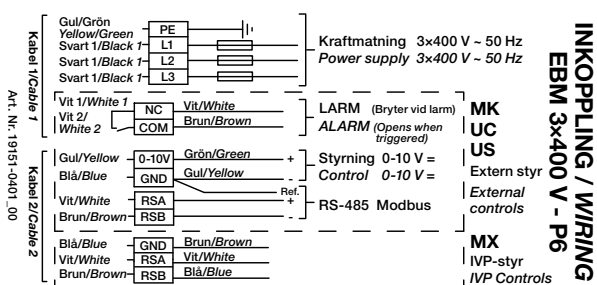 INKOPPLING / WIRING
EBM 3×400 V - P6
Kabel 1/Cable 1
Gul/Grön
Yellow/Green PE
Svart 1/Black 1 L1
Svart 1/Black 1 L2
Svart 1/Black 1 L3
Kraftmatning 3×400 V ~ 50 Hz
Power supply 3×400 V ~ 50 Hz
Vit 1/White 1 NC Vit/White
Vit 2/
White 2 COM Brun/Brown
LARM (Bryter vid larm)
ALARM (Opens when
triggered)
MK
UC
US
Extern styr
External
controls
Kabel 2/Cable 2
Gul/Yellow 0-10V Grön/Green +
Blå/Blue GND Gul/Yellow -
Styrning 0-10 V =
Control 0-10 V =
Ref.
Vit/White RSA +
Brun/Brown RSB -
RS-485 Modbus
Blå/Blue GND Brun/Brown
Vit/White RSA Vit/White
Brun/Brown RSB Blå/Blue
MX
IVP-styr
IVP Controls
Art. Nr. 19151-0401_00